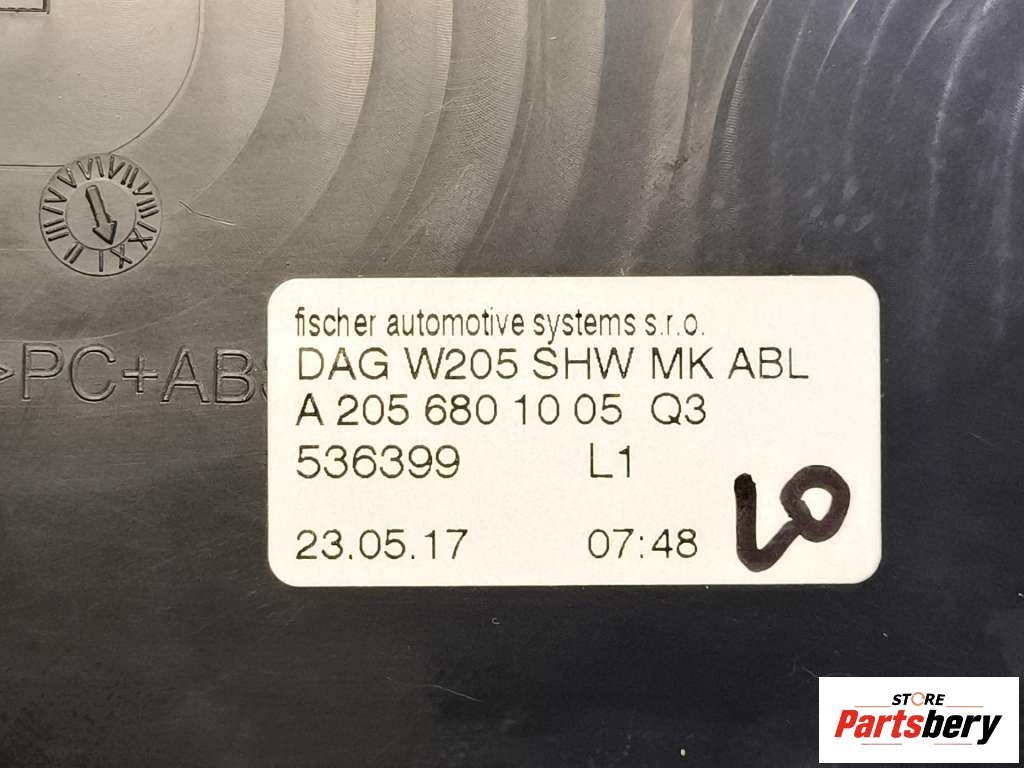 fischer automotive systems s.r.o.
DAG W205 SHW MK ABL
>PC+ABS
A 205 680 10 05 Q3
536399 L1
23.05.17 07:48
STORE
Partsbery